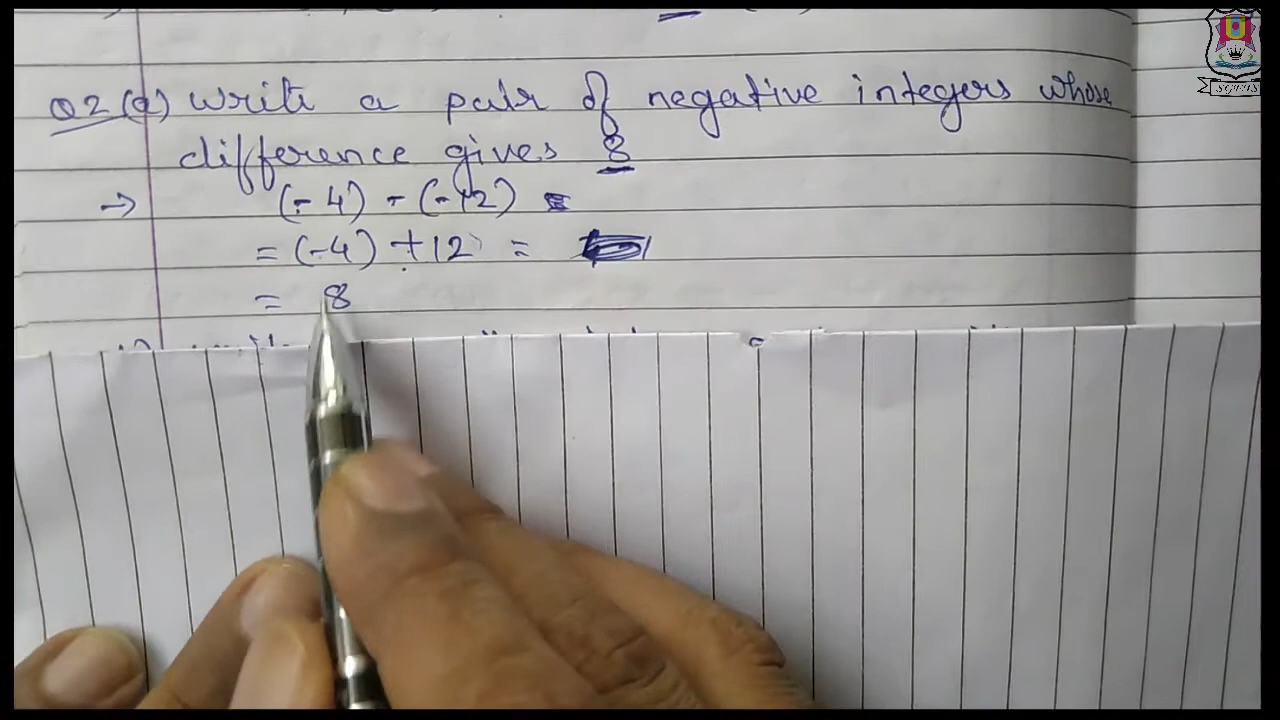 Q2(a) Write a pair of negative integers whose
difference gives 8
→ (-4) - (-12) =
= (-4) + 12 =
= 8